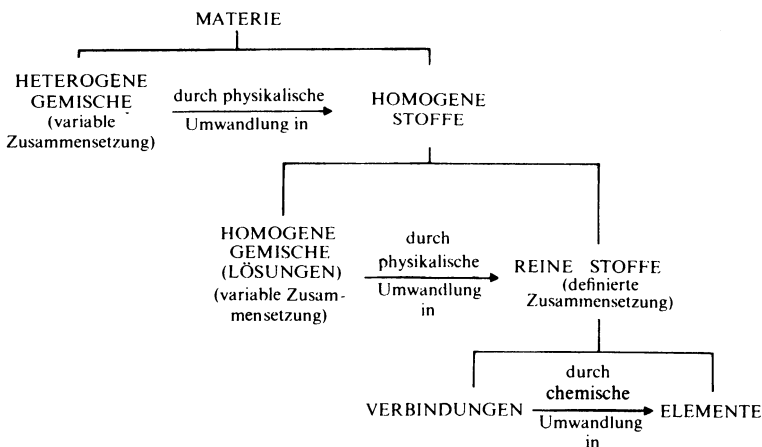 MATERIE
HETEROGENE
GEMISCHE
(variable
Zusammensetzung)
durch physikalische
Umwandlung in
HOMOGENE
STOFFE
HOMOGENE
GEMISCHE
(LÖSUNGEN)
(variable Zusam-
mensetzung)
durch
physikalische
Umwandlung
in
REINE STOFFE
(definierte
Zusammensetzung)
VERBINDUNGEN
durch
chemische
Umwandlung
in
ELEMENTE